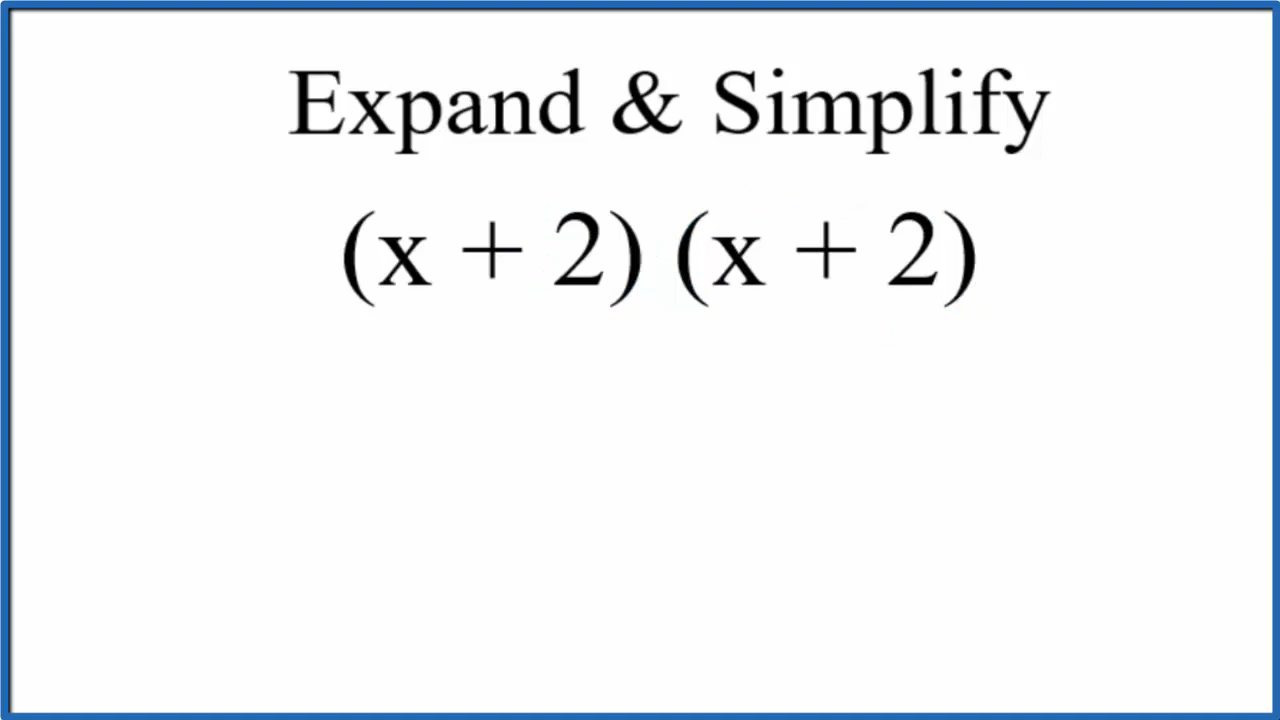 Expand & Simplify
(x + 2) (x + 2)